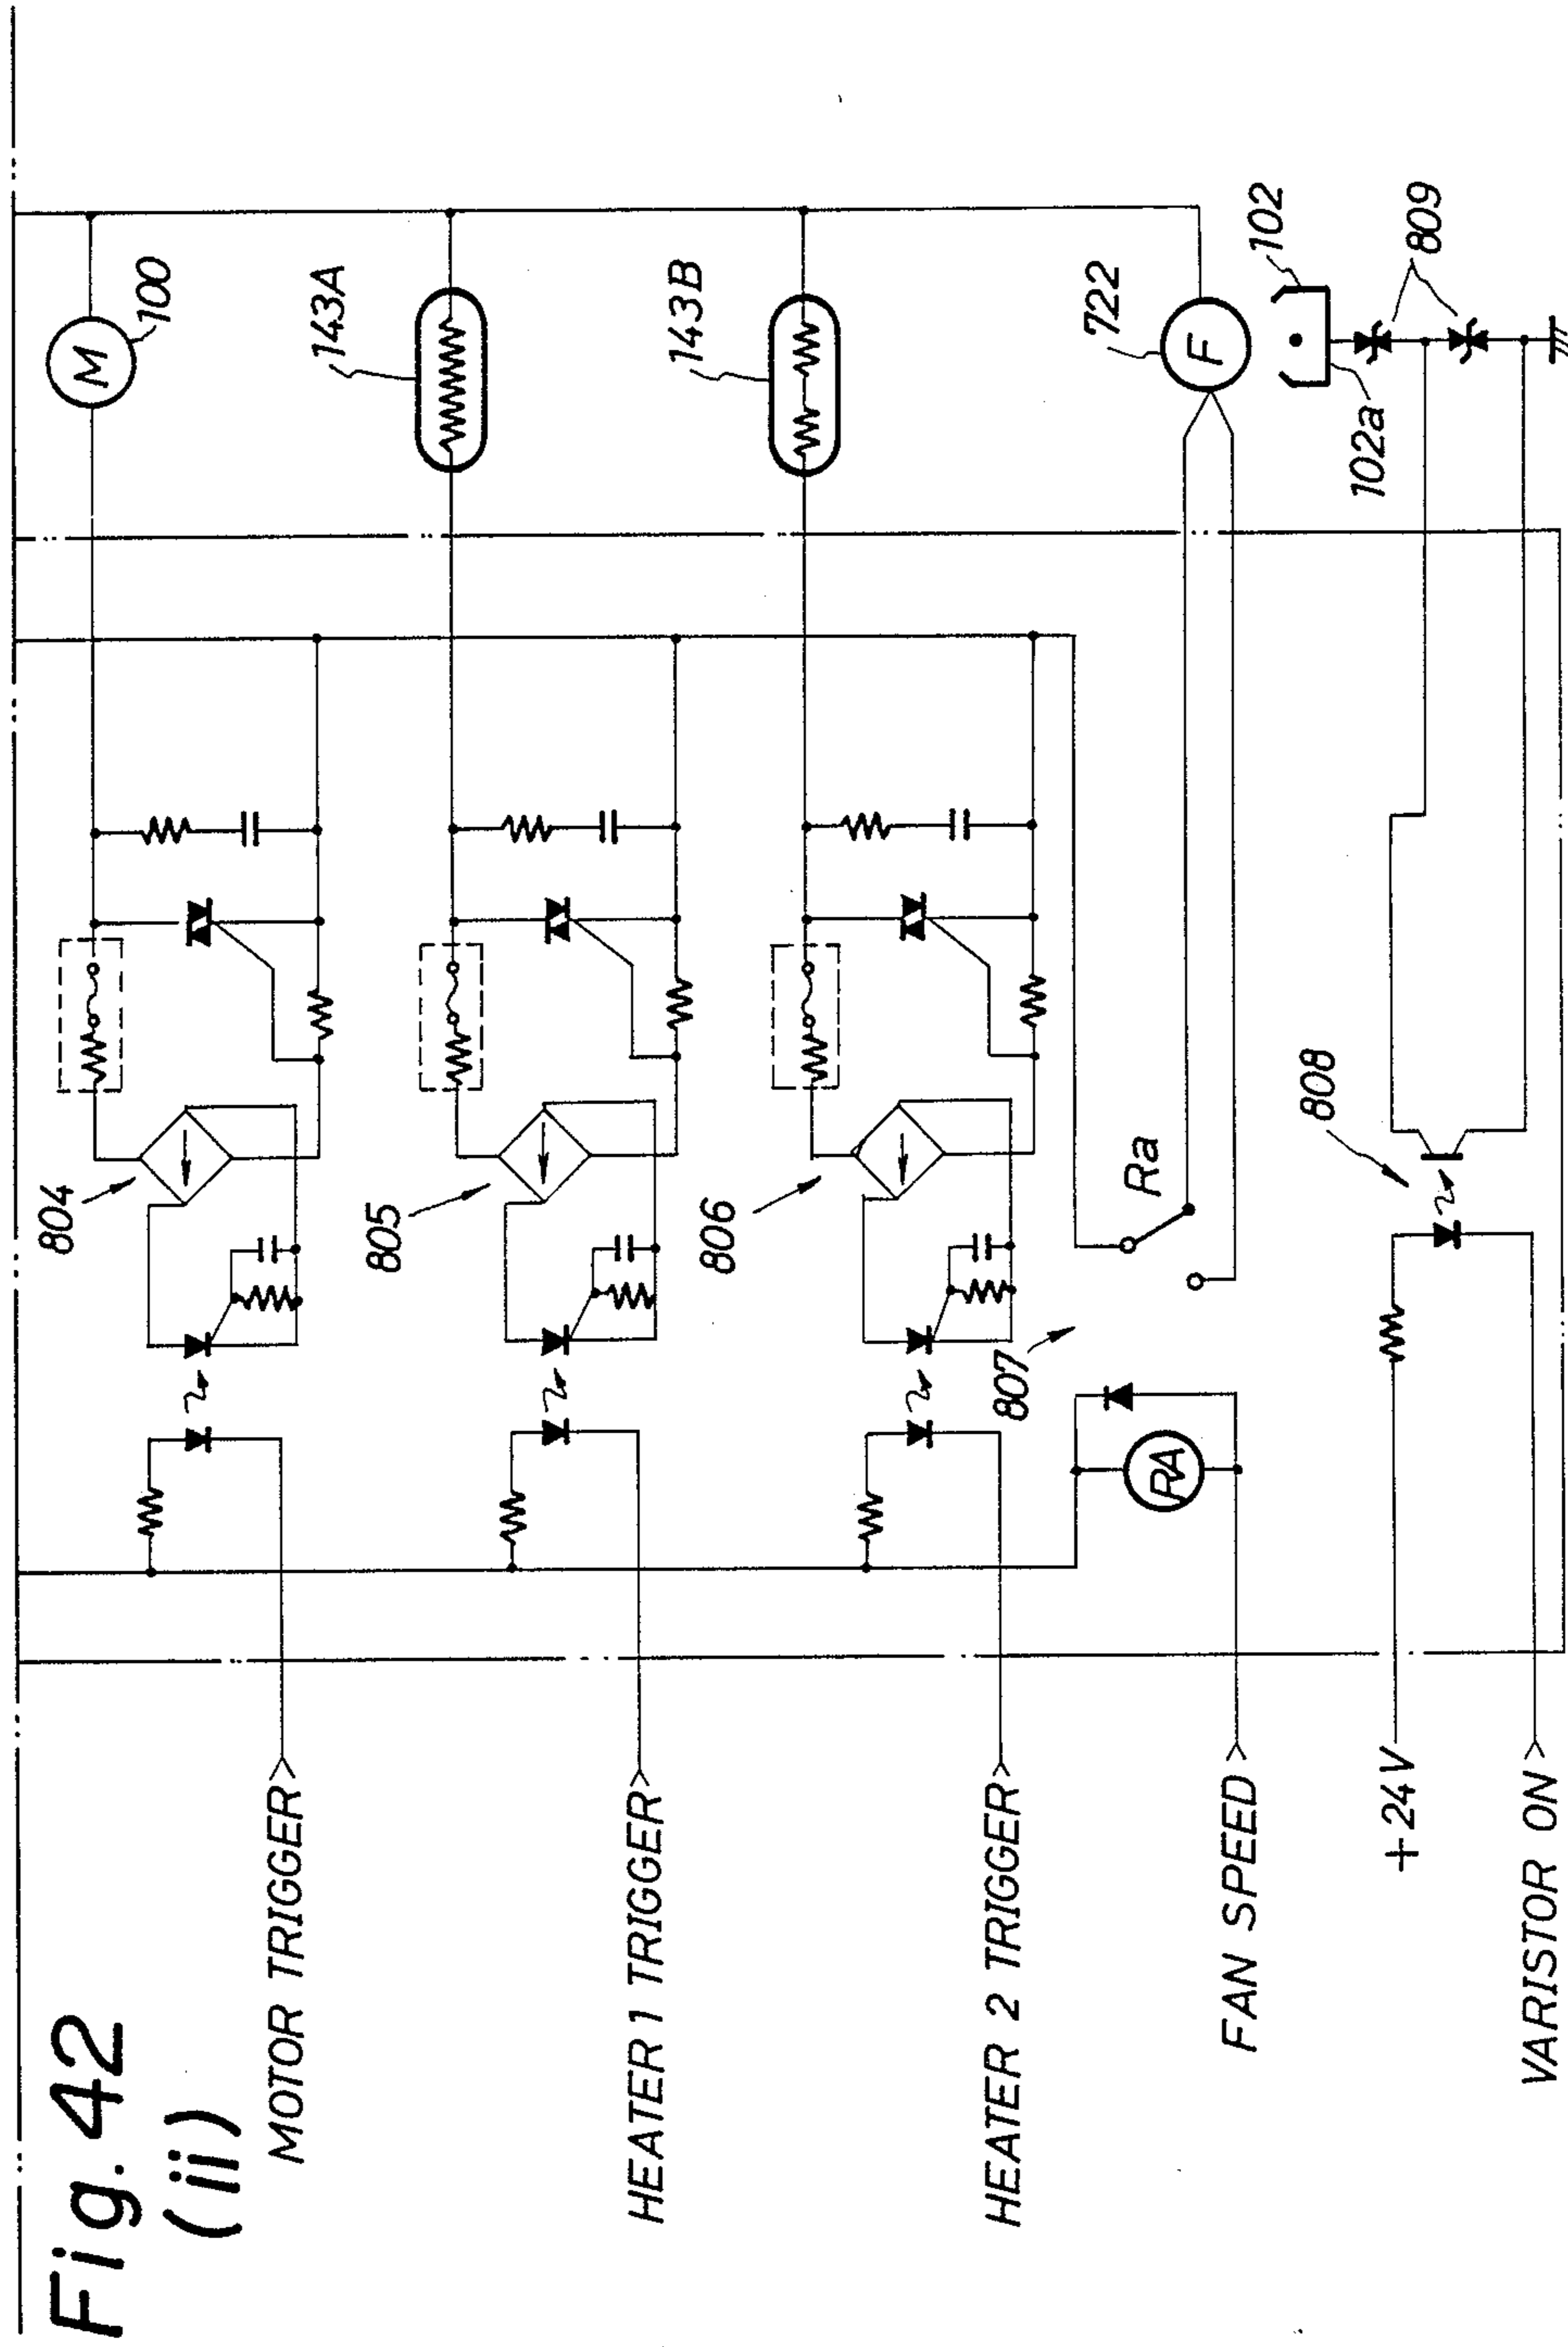 Fig. 42
(ii)
MOTOR TRIGGER
804
M
100
HEATER 1 TRIGGER
805
143A
HEATER 2 TRIGGER
806
143B
FAN SPEED
807
RA
Ra
722
F
102
102a
809
+24V
808
VARISTOR ON